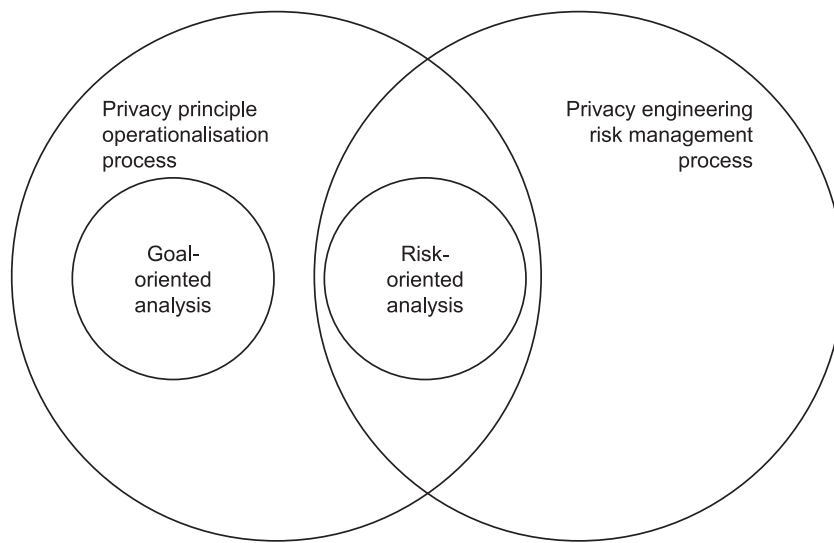 Privacy principle
operationalisation
process
Privacy engineering
risk management
process
Goal-
oriented
analysis
Risk-
oriented
analysis